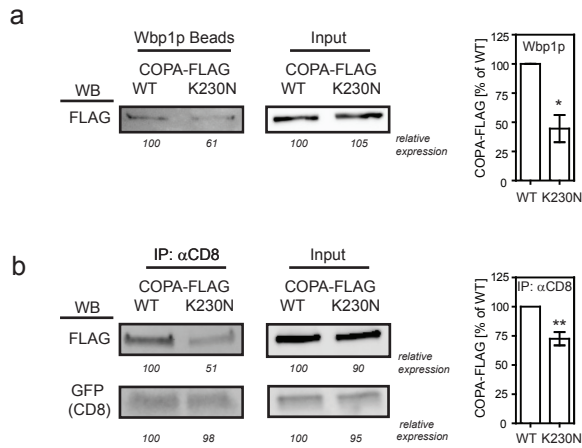 a
Wbp1p Beads
Input
COPA-FLAG
COPA-FLAG
WB
WT K230N
WT K230N
FLAG
100 61
100 105
relative
expression
COPA-FLAG [% of WT]
125
100
75
50
25
0
Wbp1p
*
WT K230N
b
IP: αCD8
Input
COPA-FLAG
COPA-FLAG
WB
WT K230N
WT K230N
FLAG
100 51
100 90
relative
expression
GFP
(CD8)
100 98
100 95
relative
expression
COPA-FLAG [% of WT]
125
100
75
50
25
0
IP: αCD8
**
WT K230N